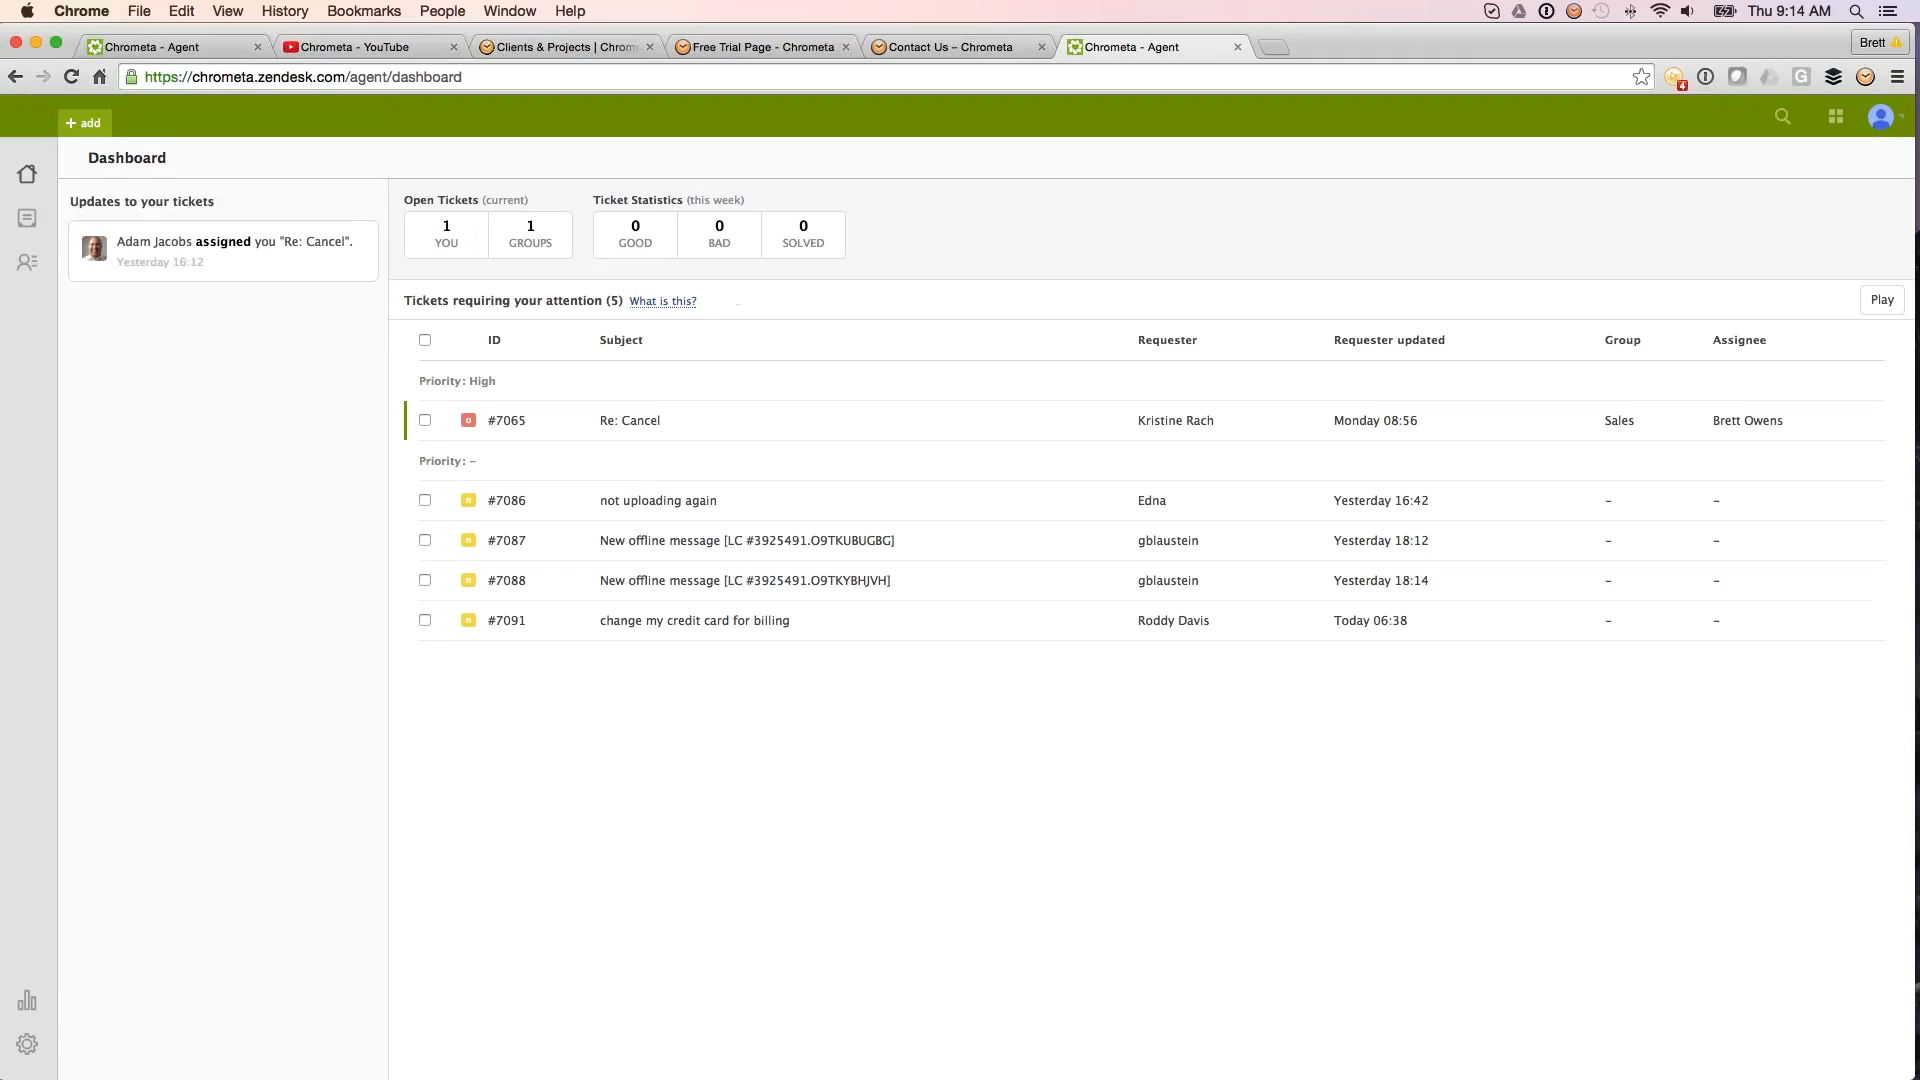 Chrome File Edit View History Bookmarks People Window Help Thu 9:14 AM
Chrometa - Agent Chrometa - YouTube Clients & Projects | Chrom Free Trial Page - Chrometa Contact Us – Chrometa Chrometa - Agent Brett
https://chrometa.zendesk.com/agent/dashboard 4 G
+ add
Dashboard
Updates to your tickets
Adam Jacobs assigned you "Re: Cancel".
Yesterday 16:12
Open Tickets (current) Ticket Statistics (this week)
1 1 0 0 0
YOU GROUPS GOOD BAD SOLVED
Tickets requiring your attention (5) What is this? Play
ID Subject Requester Requester updated Group Assignee
Priority: High
o #7065 Re: Cancel Kristine Rach Monday 08:56 Sales Brett Owens
Priority: –
n #7086 not uploading again Edna Yesterday 16:42 – –
n #7087 New offline message [LC #3925491.O9TKUBUGBG] gblaustein Yesterday 18:12 – –
n #7088 New offline message [LC #3925491.O9TKYBHJVH] gblaustein Yesterday 18:14 – –
n #7091 change my credit card for billing Roddy Davis Today 06:38 – –